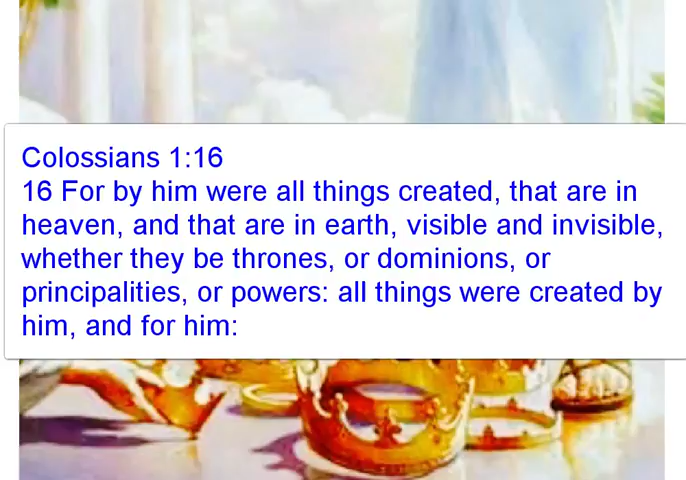 Colossians 1:16
16 For by him were all things created, that are in
heaven, and that are in earth, visible and invisible,
whether they be thrones, or dominions, or
principalities, or powers: all things were created by
him, and for him: